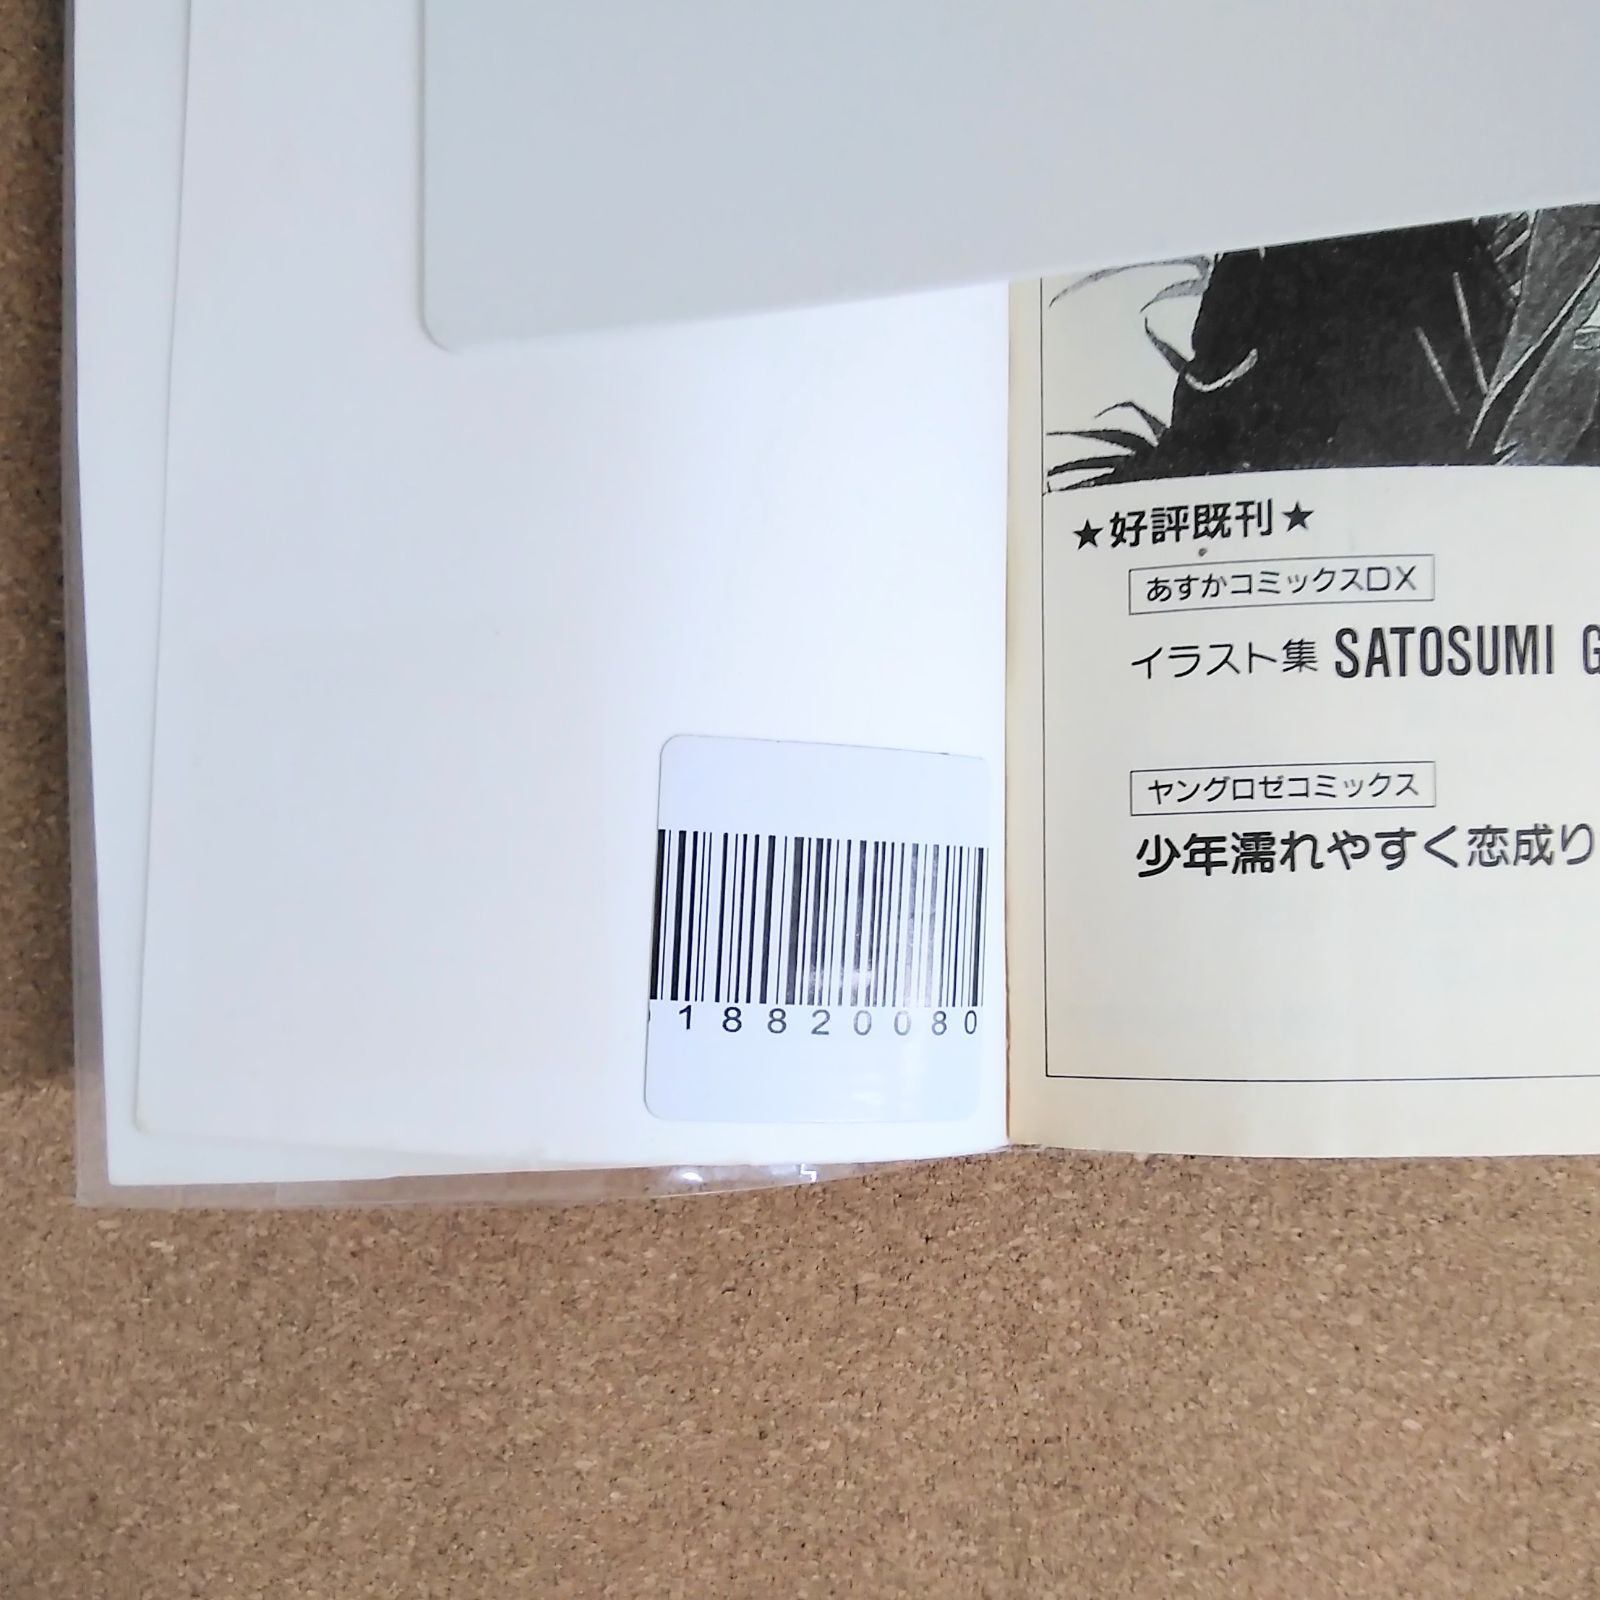 ★好評既刊★
あすかコミックスDX
イラスト集 SATOSUMI G
ヤングロゼコミックス
少年濡れやすく恋成り
18820080